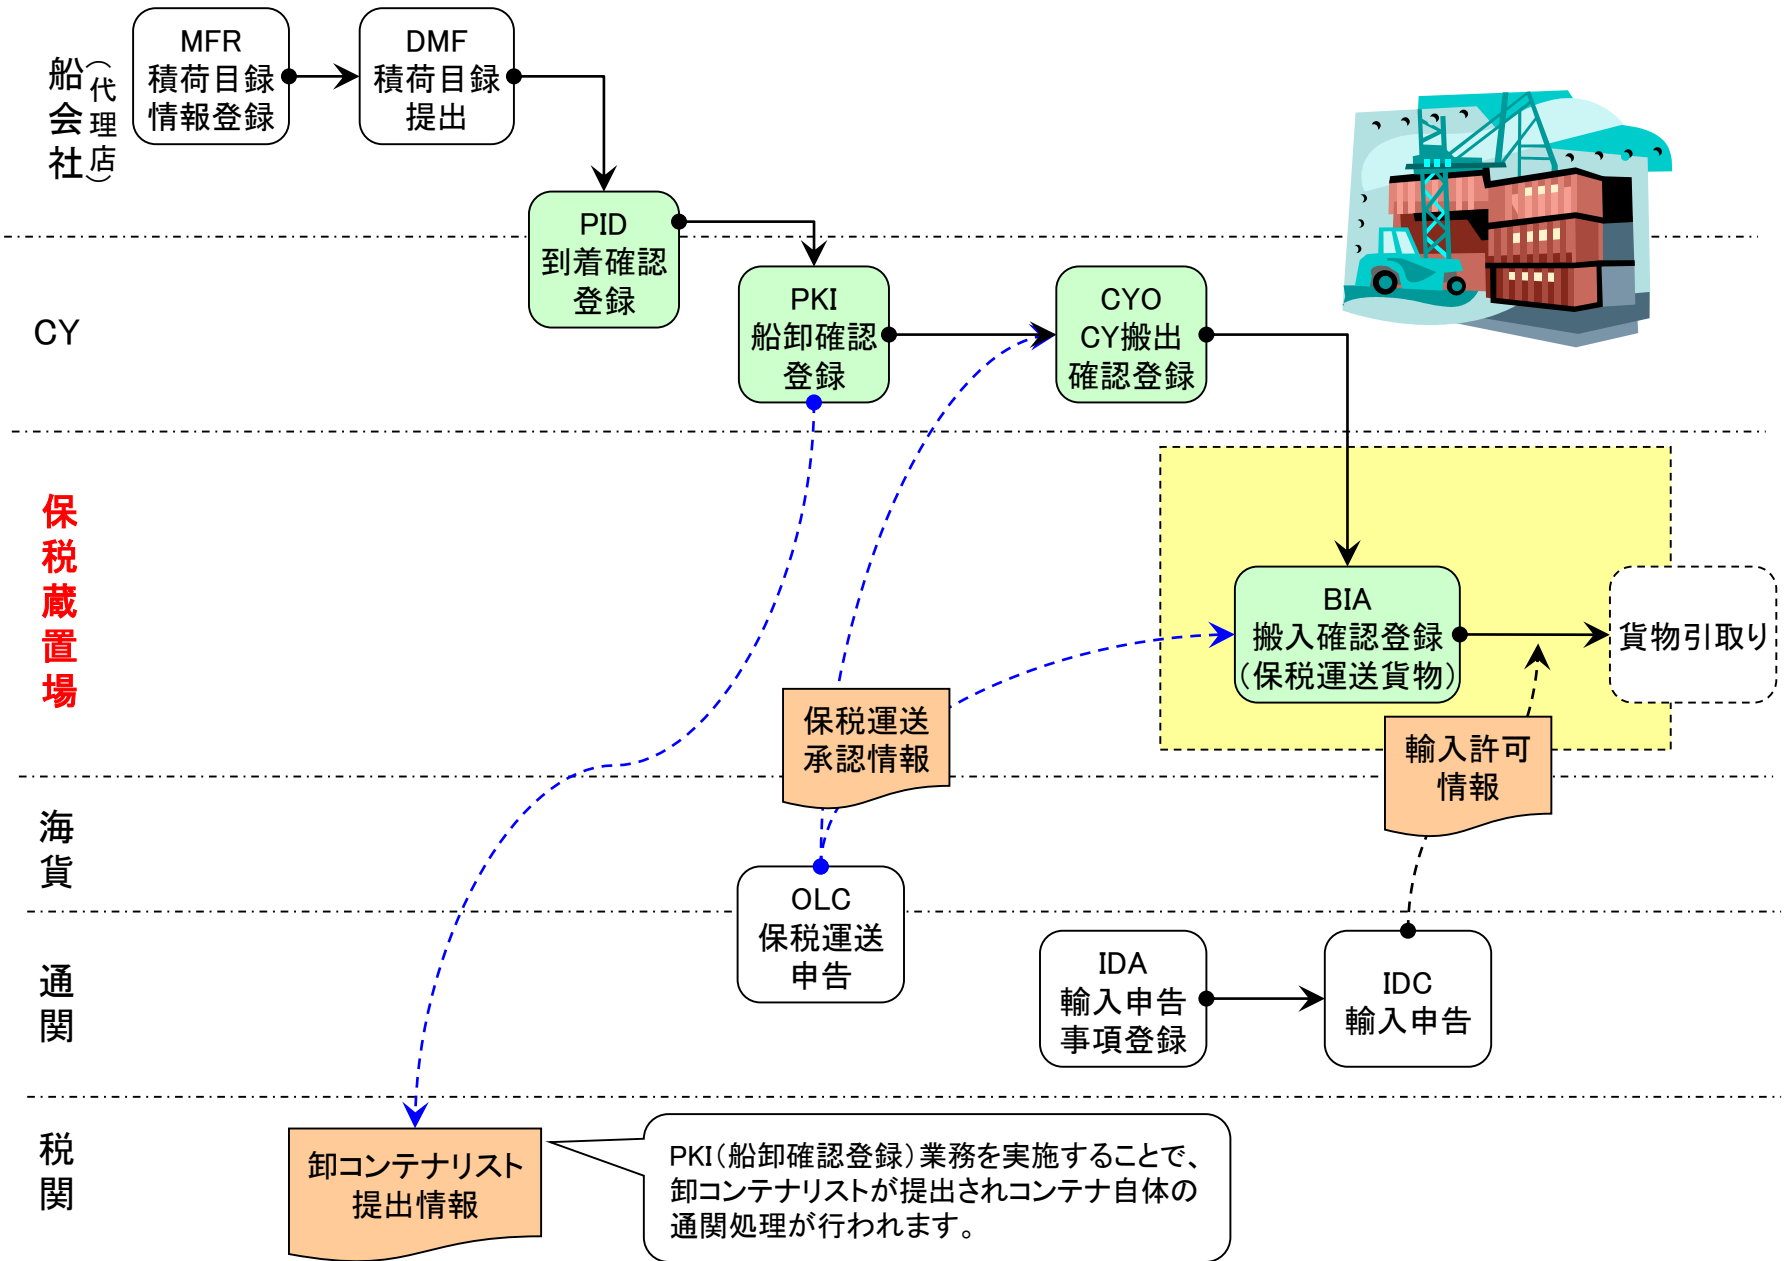 船会社
(代理店)
MFR
積荷目録
情報登録
DMF
積荷目録
提出
PID
到着確認
登録
CY
PKI
船卸確認
登録
CYO
CY搬出
確認登録
保税蔵置場
BIA
搬入確認登録
(保税運送貨物)
貨物引取り
保税運送
承認情報
輸入許可
情報
海貨
OLC
保税運送
申告
通関
IDA
輸入申告
事項登録
IDC
輸入申告
税関
卸コンテナリスト
提出情報
PKI(船卸確認登録)業務を実施することで、
卸コンテナリストが提出されコンテナ自体の
通関処理が行われます。